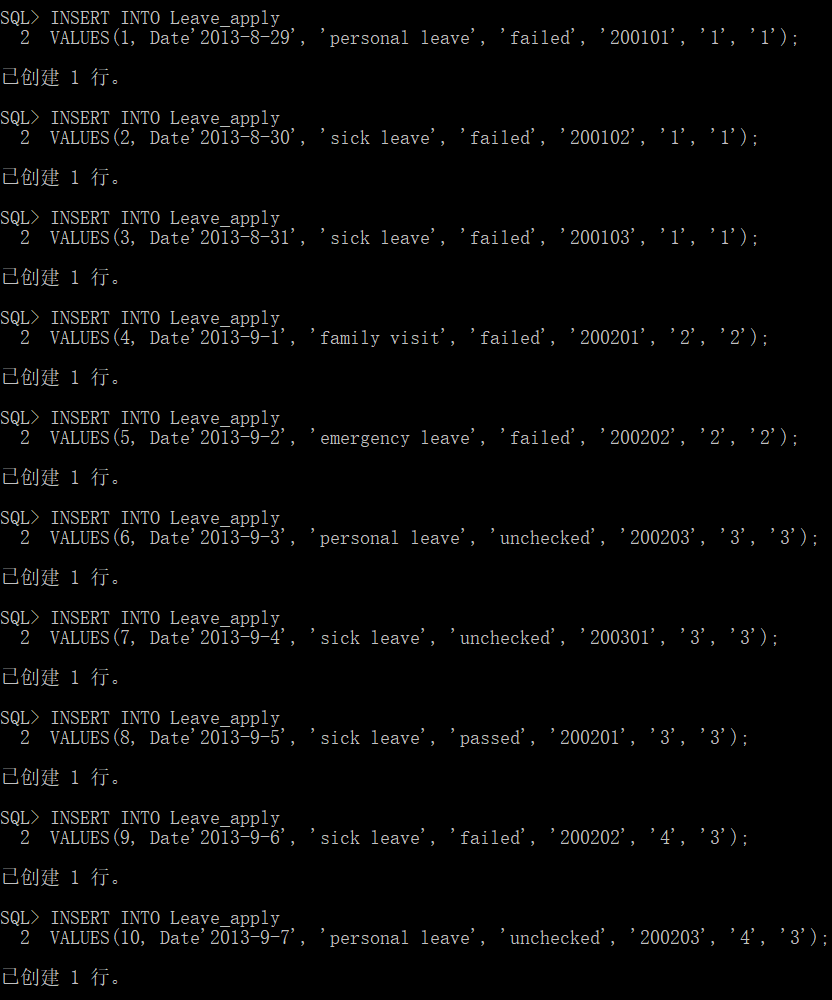 SQL> INSERT INTO Leave_apply
2 VALUES(1, Date'2013-8-29', 'personal leave', 'failed', '200101', '1', '1');
已创建 1 行。
SQL> INSERT INTO Leave_apply
2 VALUES(2, Date'2013-8-30', 'sick leave', 'failed', '200102', '1', '1');
已创建 1 行。
SQL> INSERT INTO Leave_apply
2 VALUES(3, Date'2013-8-31', 'sick leave', 'failed', '200103', '1', '1');
已创建 1 行。
SQL> INSERT INTO Leave_apply
2 VALUES(4, Date'2013-9-1', 'family visit', 'failed', '200201', '2', '2');
已创建 1 行。
SQL> INSERT INTO Leave_apply
2 VALUES(5, Date'2013-9-2', 'emergency leave', 'failed', '200202', '2', '2');
已创建 1 行。
SQL> INSERT INTO Leave_apply
2 VALUES(6, Date'2013-9-3', 'personal leave', 'unchecked', '200203', '3', '3');
已创建 1 行。
SQL> INSERT INTO Leave_apply
2 VALUES(7, Date'2013-9-4', 'sick leave', 'unchecked', '200301', '3', '3');
已创建 1 行。
SQL> INSERT INTO Leave_apply
2 VALUES(8, Date'2013-9-5', 'sick leave', 'passed', '200201', '3', '3');
已创建 1 行。
SQL> INSERT INTO Leave_apply
2 VALUES(9, Date'2013-9-6', 'sick leave', 'failed', '200202', '4', '3');
已创建 1 行。
SQL> INSERT INTO Leave_apply
2 VALUES(10, Date'2013-9-7', 'personal leave', 'unchecked', '200203', '4', '3');
已创建 1 行。